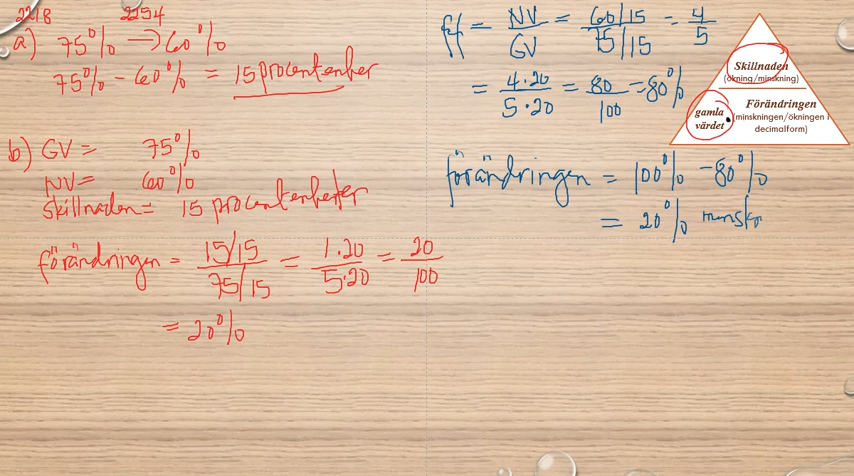 2218 2254
a) 75% → 60%
75% - 60% = 15 procentenheter
b) GV = 75%
NV = 60%
Skillnaden = 15 procentenheter
förändringen = 15/15 / 75/15 = 1·20 / 5·20 = 20 / 100
= 20%
ff = NV / GV = 60/15 / 75/15 = 4 / 5
= 4·20 / 5·20 = 80 / 100 = 80%
förändringen = 100% - 80%
= 20%
Skillnaden
(ökning/minskning)
gamla
värdet
Förändringen
(minskningen/ökningen i
decimalform)